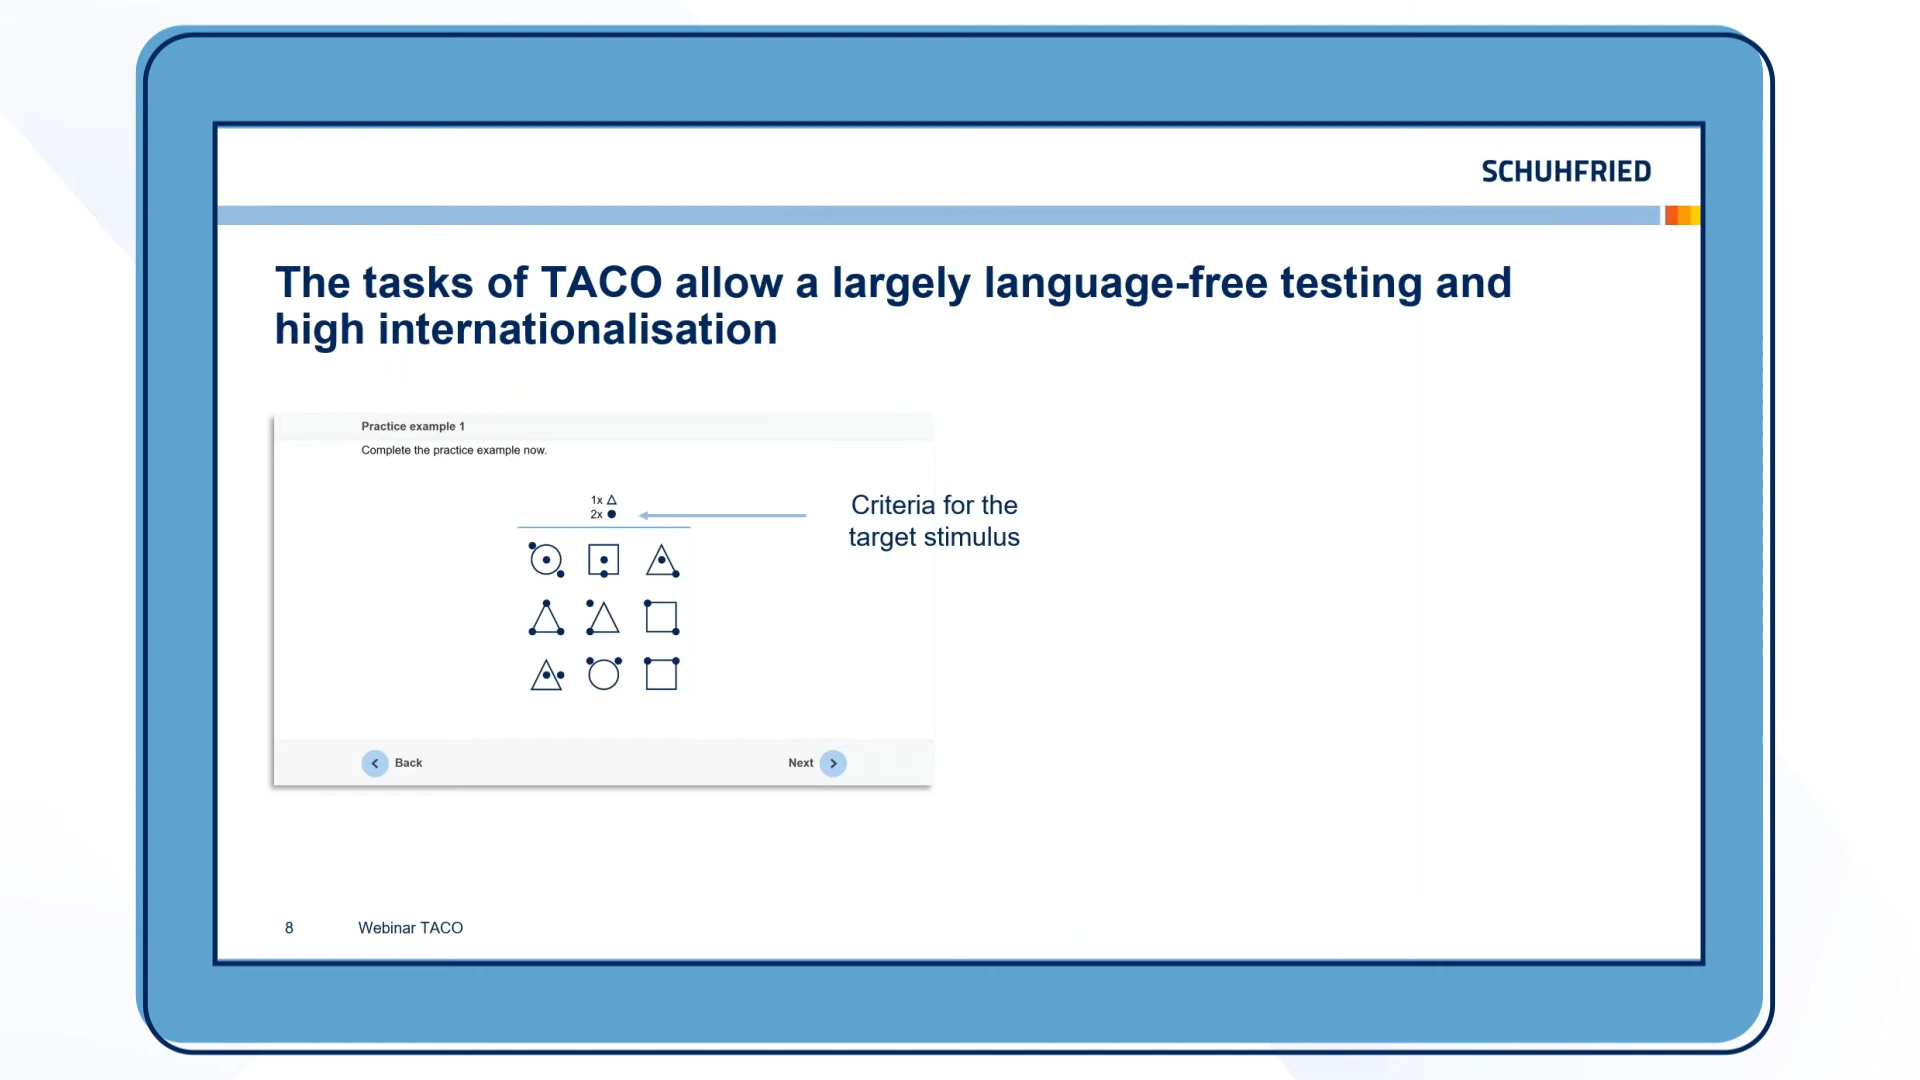 SCHUHFRIED
The tasks of TACO allow a largely language-free testing and
high internationalisation
Practice example 1
Complete the practice example now.
1x
2x
Criteria for the
target stimulus
Back
Next
8
Webinar TACO